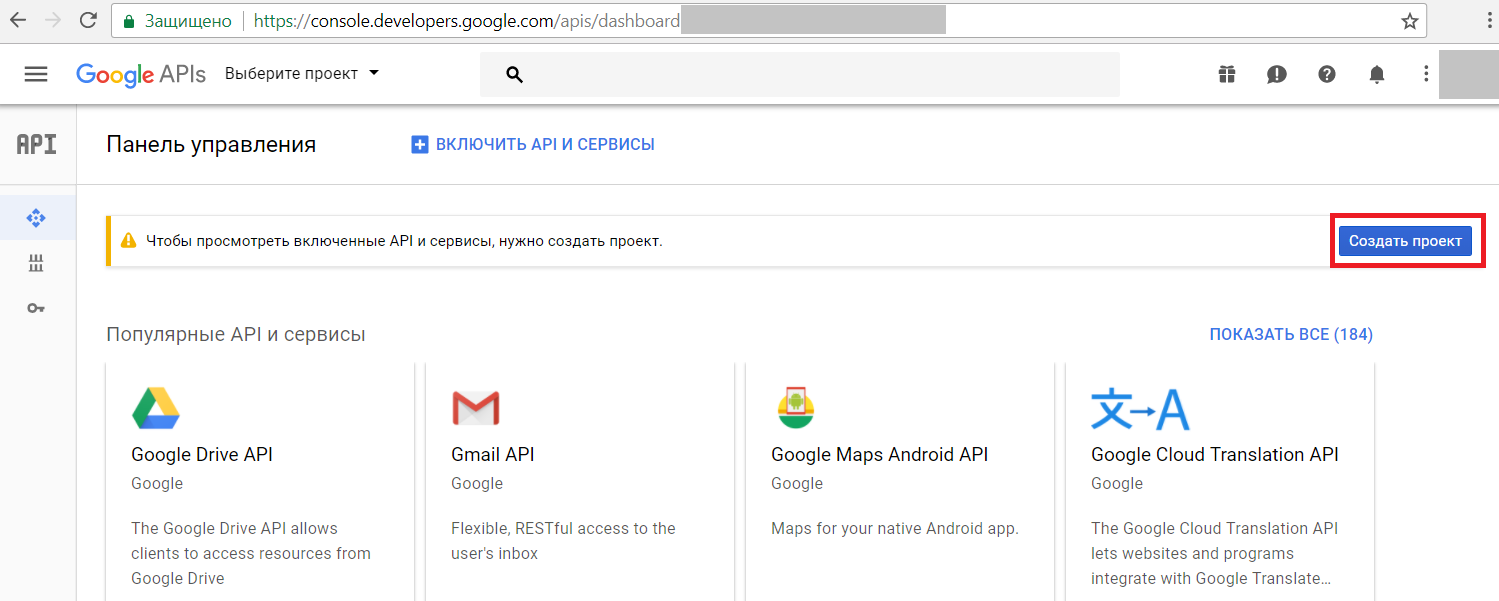 Защищено https://console.developers.google.com/apis/dashboard
Google APIs Выберите проект
API Панель управления ВКЛЮЧИТЬ API И СЕРВИСЫ
Чтобы просмотреть включенные API и сервисы, нужно создать проект. Создать проект
Популярные API и сервисы ПОКАЗАТЬ ВСЕ (184)
文→A
Google Drive API
Google
The Google Drive API allows
clients to access resources from
Google Drive
Gmail API
Google
Flexible, RESTful access to the
user's inbox
Google Maps Android API
Google
Maps for your native Android app.
Google Cloud Translation API
Google
The Google Cloud Translation API
lets websites and programs
integrate with Google Translate...